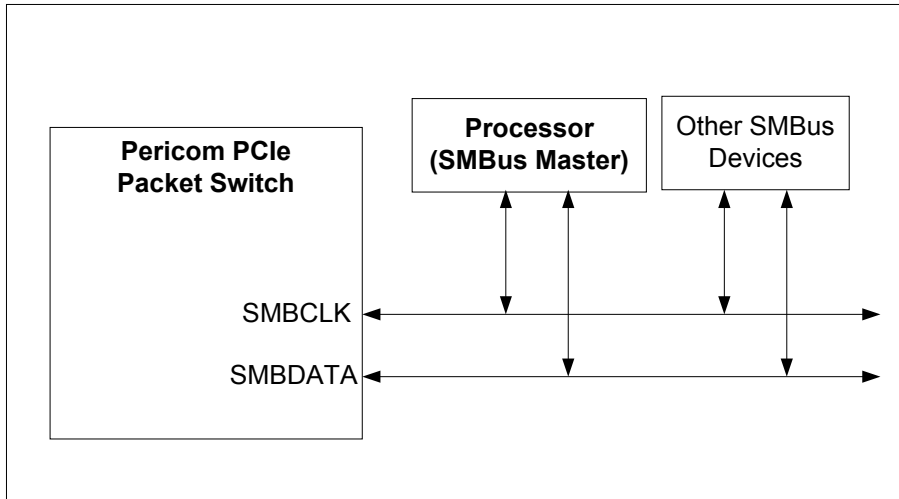 Pericom PCIe
Packet Switch
Processor
(SMBus Master)
Other SMBus
Devices
SMBCLK
SMBDATA